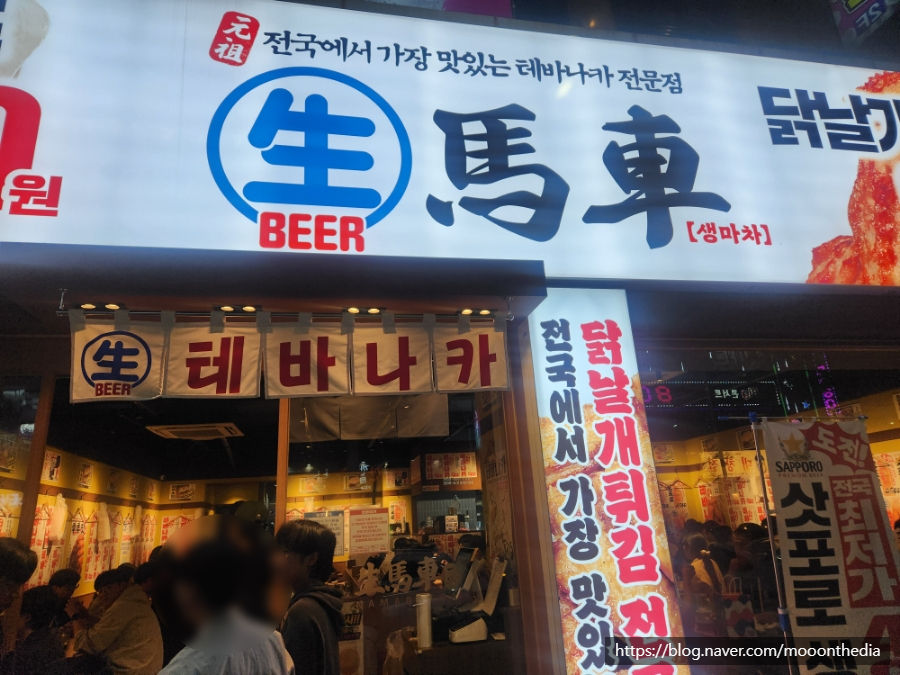 元祖
전국에서 가장 맛있는 테바나카 전문점
生
BEER
馬車
[생마차]
닭날
원
生
BEER
테바나카
닭날개튀김
전국에서 가장 맛있
SAPPORO
도전!
전국최저가
삿포로
生馬車
https://blog.naver.com/mooonthedia